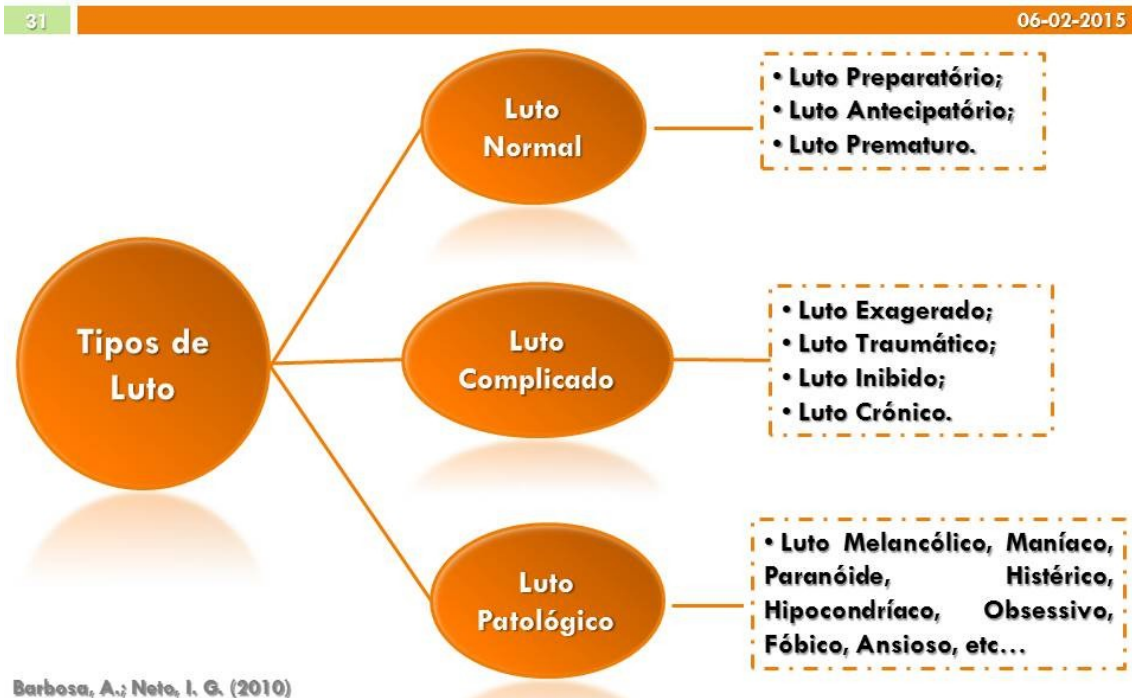 31
06-02-2015
Luto
Normal
• Luto Preparatório;
• Luto Antecipatório;
• Luto Prematuro.
Tipos de
Luto
Luto
Complicado
• Luto Exagerado;
• Luto Traumático;
• Luto Inibido;
• Luto Crónico.
Luto
Patológico
• Luto Melancólico, Maníaco,
Paranóide, Histérico,
Hipocondríaco, Obsessivo,
Fóbico, Ansioso, etc…
Barbosa, A.; Neto, I. G. (2010)